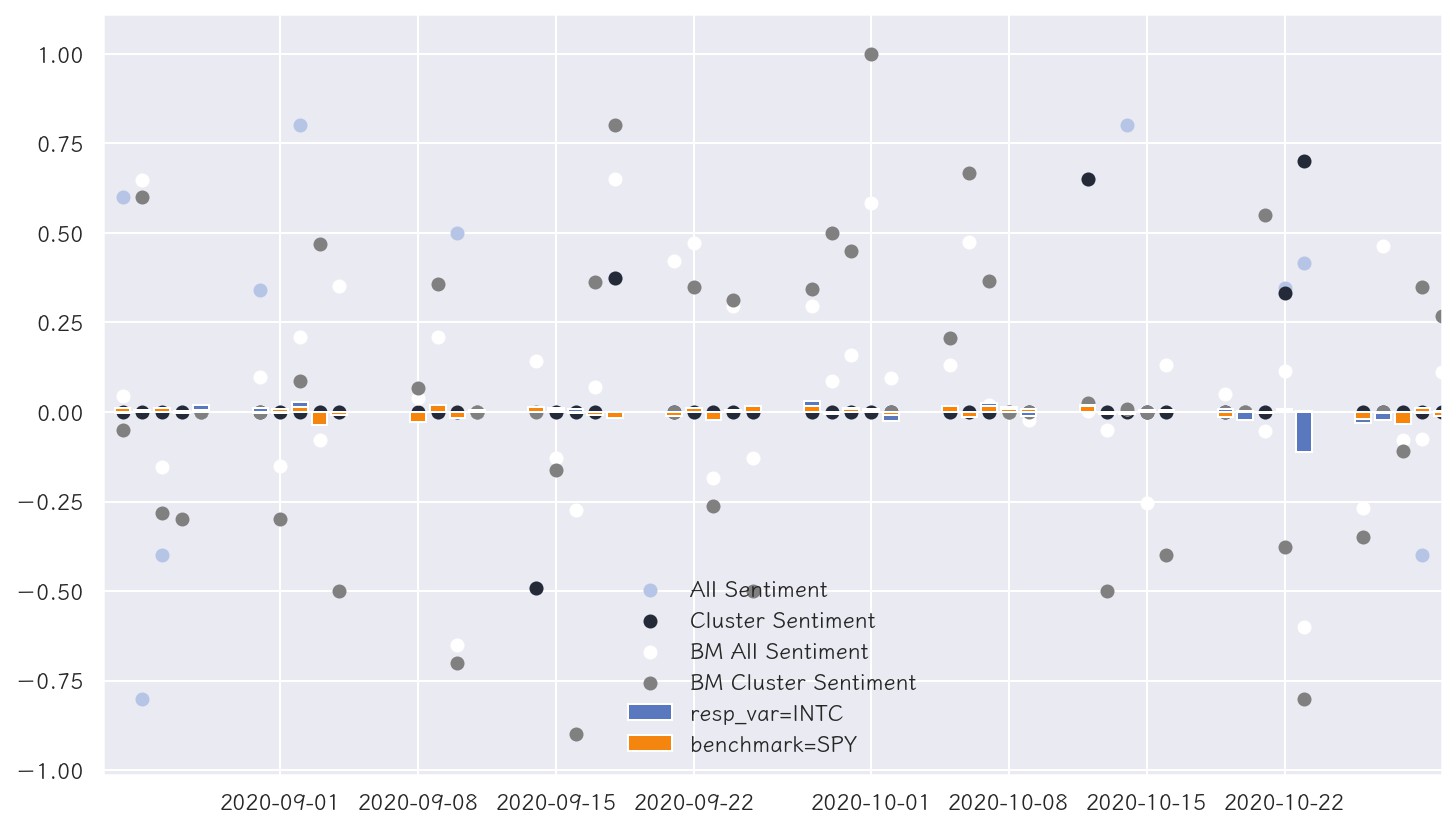 1.00
0.75
0.50
0.25
0.00
−0.25
−0.50
−0.75
−1.00
All Sentiment
Cluster Sentiment
BM All Sentiment
BM Cluster Sentiment
resp_var=INTC
benchmark=SPY
2020-09-01 2020-09-08 2020-09-15 2020-09-22 2020-10-01 2020-10-08 2020-10-15 2020-10-22